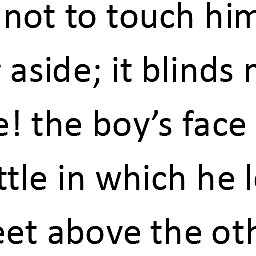 not to touch him
aside; it blinds
! the boy’s face
in which he
above the